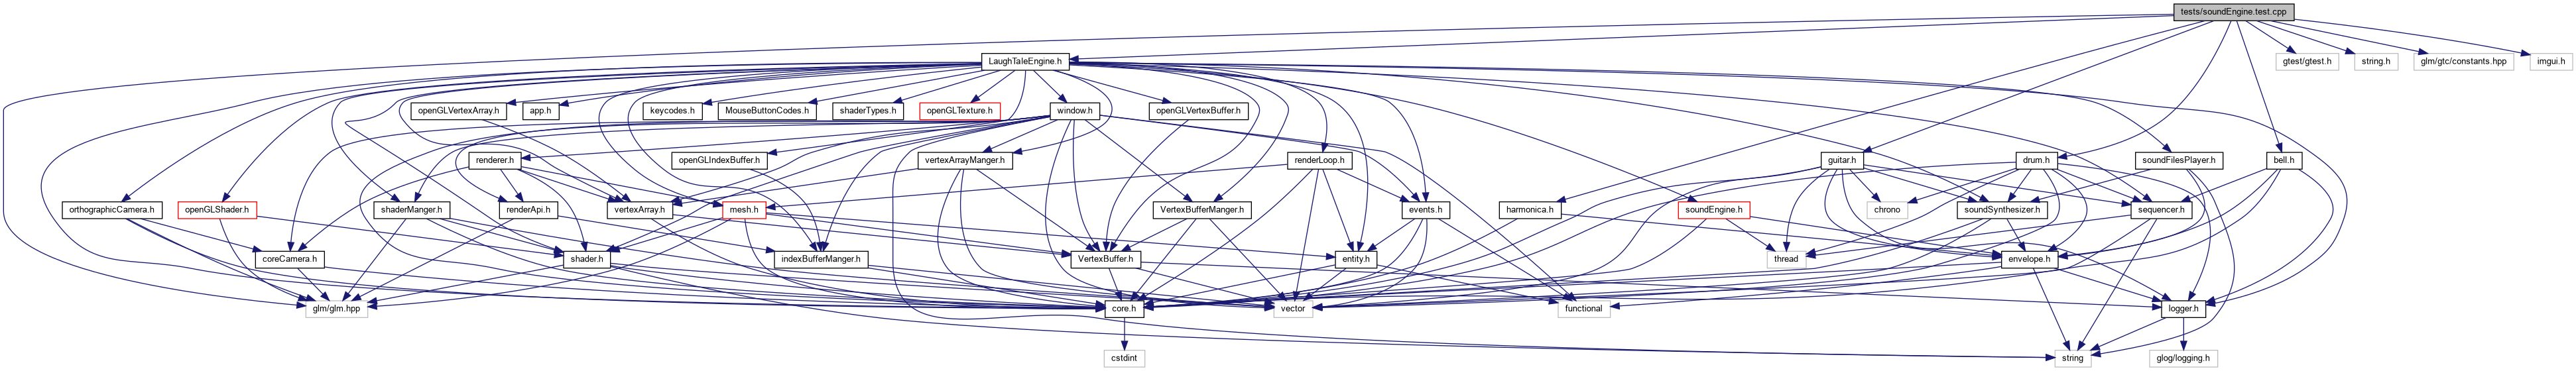 tests/soundEngine.test.cpp
LaughTaleEngine.h
gtest/gtest.h
string.h
glm/gtc/constants.hpp
imgui.h
openGLVertexArray.h
app.h
keycodes.h
MouseButtonCodes.h
shaderTypes.h
openGLTexture.h
window.h
openGLVertexBuffer.h
renderer.h
openGLIndexBuffer.h
vertexArrayManger.h
renderLoop.h
guitar.h
drum.h
soundFilesPlayer.h
bell.h
orthographicCamera.h
openGLShader.h
shaderManger.h
renderApi.h
vertexArray.h
mesh.h
VertexBufferManger.h
events.h
harmonica.h
soundEngine.h
chrono
soundSynthesizer.h
sequencer.h
coreCamera.h
shader.h
indexBufferManger.h
VertexBuffer.h
entity.h
thread
envelope.h
glm/glm.hpp
core.h
vector
functional
logger.h
cstdint
string
glog/logging.h